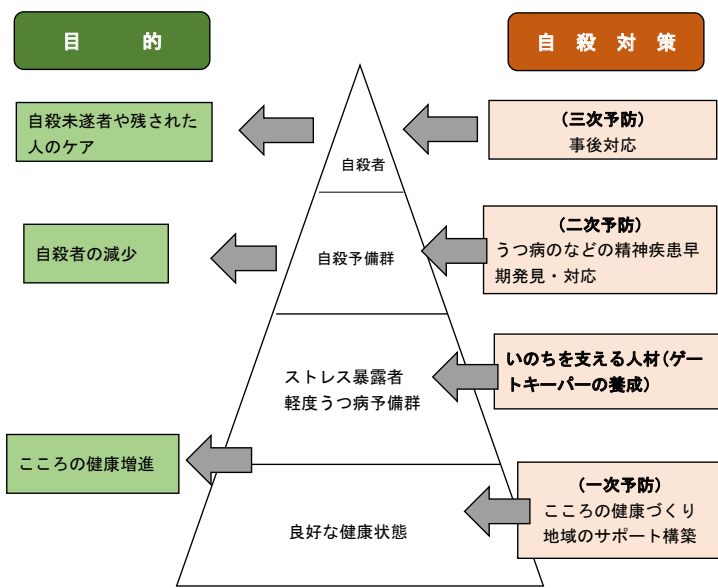 目　的
自 殺 対 策
自殺未遂者や残された
人のケア
自殺者
（三次予防）
事後対応
自殺者の減少
自殺予備群
（二次予防）
うつ病のなどの精神疾患早
期発見・対応
ストレス暴露者
軽度うつ病予備群
いのちを支える人材（ゲー
トキーパーの養成）
こころの健康増進
良好な健康状態
（一次予防）
こころの健康づくり
地域のサポート構築